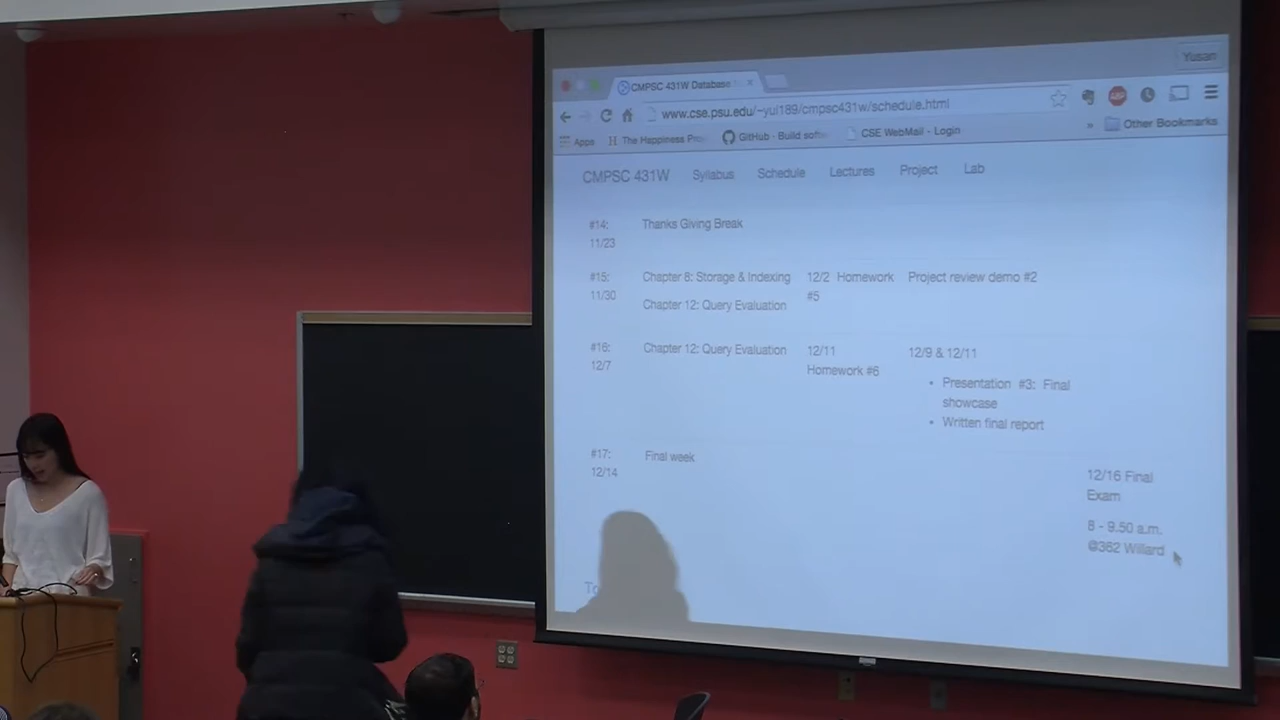 Yusan
CMPSC 431W Database
www.cse.psu.edu/~yul189/cmpsc431w/schedule.html
Apps The Happiness Pro GitHub - Build softw CSE WebMail - Login » Other Bookmarks
CMPSC 431W Syllabus Schedule Lectures Project Lab
#14: Thanks Giving Break
11/23
#15: Chapter 8: Storage & Indexing 12/2 Homework Project review demo #2
11/30 #5
Chapter 12: Query Evaluation
#16: Chapter 12: Query Evaluation 12/11 12/9 & 12/11
12/7 Homework #6
• Presentation #3: Final
showcase
• Written final report
#17: Final week
12/14
12/16 Final
Exam
8 - 9.50 a.m.
@362 Willard